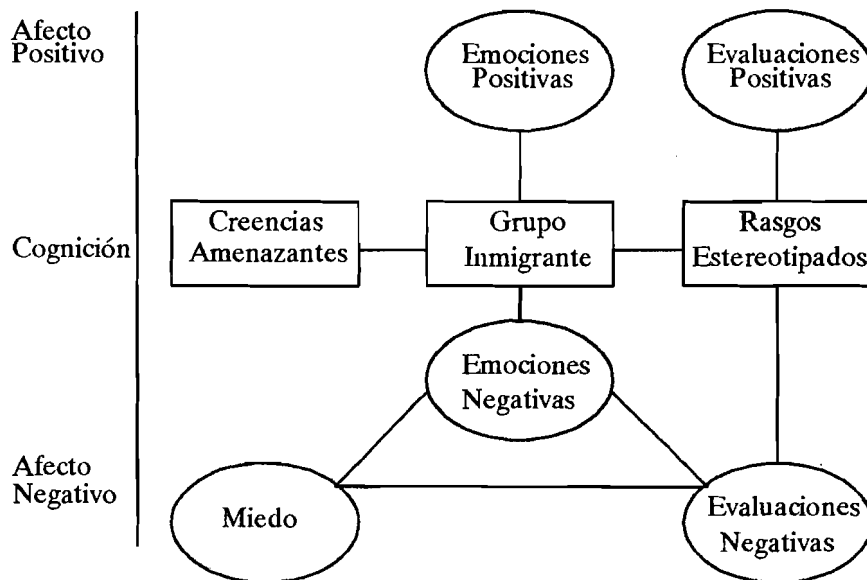 Afecto
Positivo
Emociones
Positivas
Evaluaciones
Positivas
Cognición
Creencias
Amenazantes
Grupo
Inmigrante
Rasgos
Estereotipados
Emociones
Negativas
Afecto
Negativo
Miedo
Evaluaciones
Negativas